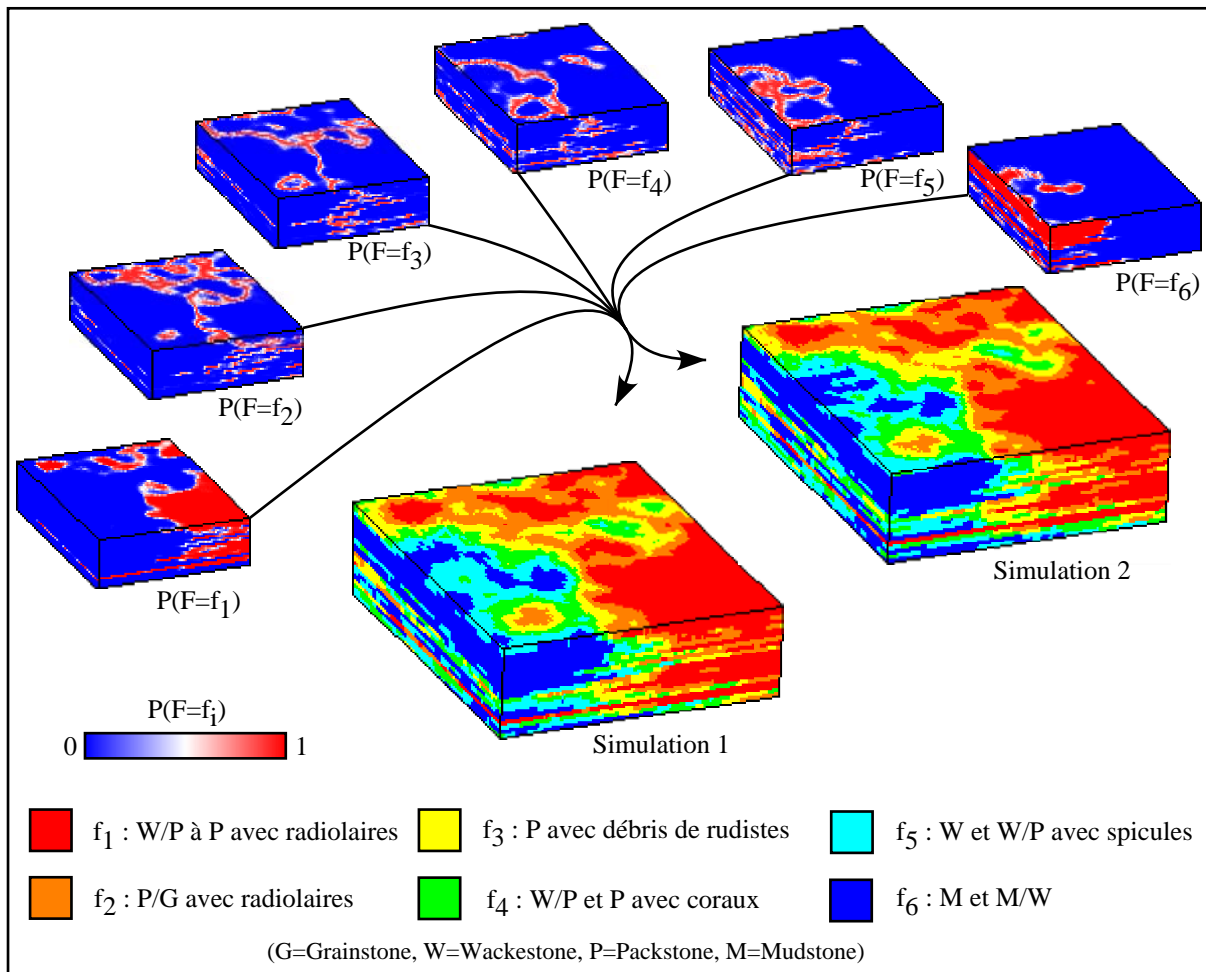 P(F=f4)
P(F=f5)
P(F=f3)
P(F=f6)
P(F=f2)
P(F=f1)
Simulation 2
Simulation 1
P(F=fi)
0 1
f1 : W/P à P avec radiolaires
f3 : P avec débris de rudistes
f5 : W et W/P avec spicules
f2 : P/G avec radiolaires
f4 : W/P et P avec coraux
f6 : M et M/W
(G=Grainstone, W=Wackestone, P=Packstone, M=Mudstone)